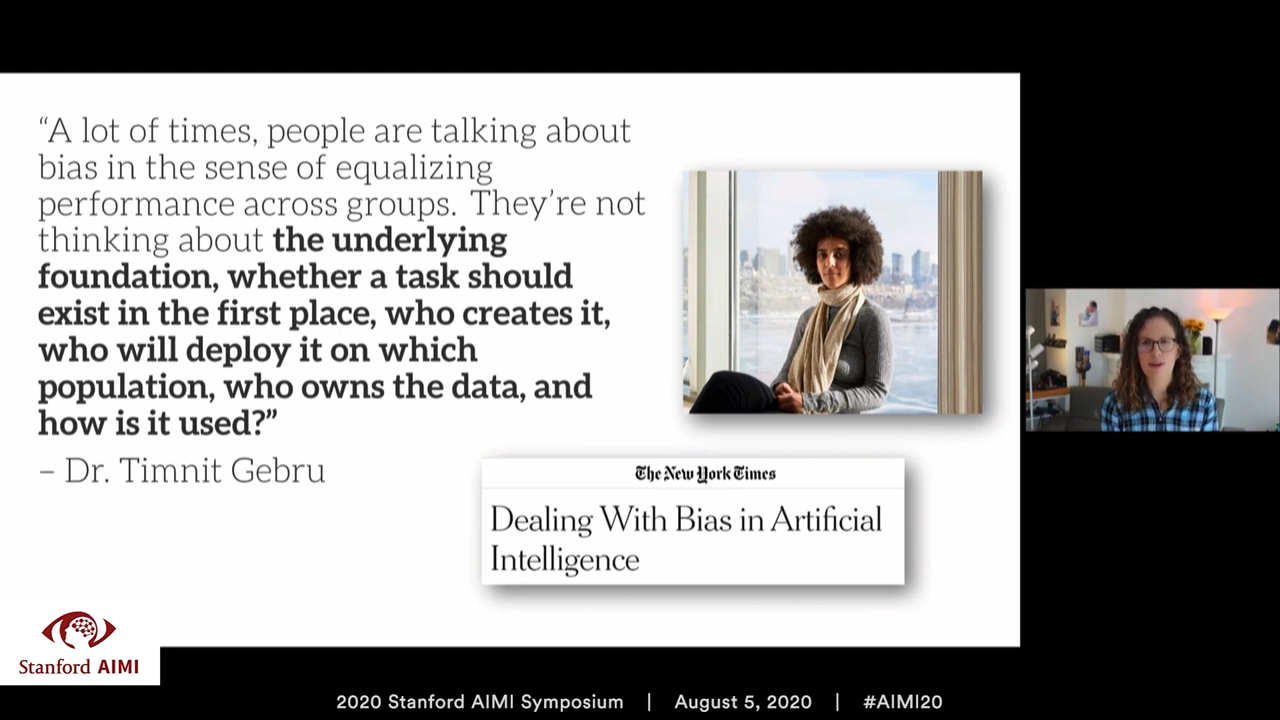 “A lot of times, people are talking about
bias in the sense of equalizing
performance across groups. They’re not
thinking about the underlying
foundation, whether a task should
exist in the first place, who creates it,
who will deploy it on which
population, who owns the data, and
how is it used?”
– Dr. Timnit Gebru
The New York Times
Dealing With Bias in Artificial
Intelligence
Stanford AIMI
2020 Stanford AIMI Symposium | August 5, 2020 | #AIMI20